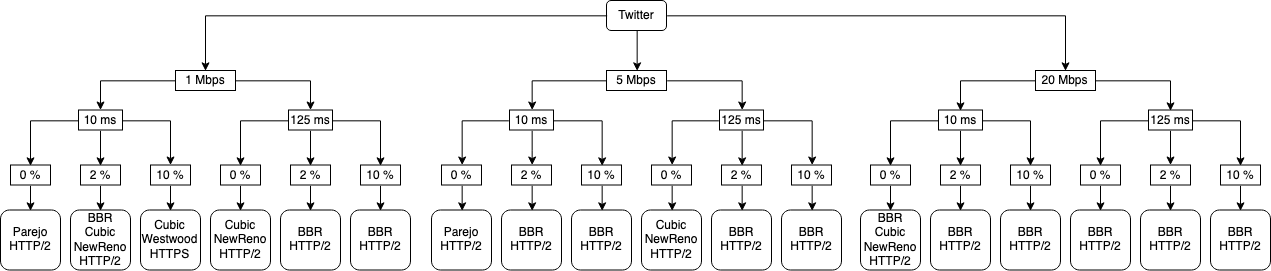 Twitter
1 Mbps
5 Mbps
20 Mbps
10 ms
125 ms
10 ms
125 ms
10 ms
125 ms
0 %
2 %
10 %
0 %
2 %
10 %
0 %
2 %
10 %
0 %
2 %
10 %
0 %
2 %
10 %
0 %
2 %
10 %
Parejo
HTTP/2
BBR
Cubic
NewReno
HTTP/2
Cubic
Westwood
HTTPS
Cubic
NewReno
HTTP/2
BBR
HTTP/2
BBR
HTTP/2
Parejo
HTTP/2
BBR
HTTP/2
BBR
HTTP/2
Cubic
NewReno
HTTP/2
BBR
HTTP/2
BBR
HTTP/2
BBR
Cubic
NewReno
HTTP/2
BBR
HTTP/2
BBR
HTTP/2
BBR
HTTP/2
BBR
HTTP/2
BBR
HTTP/2